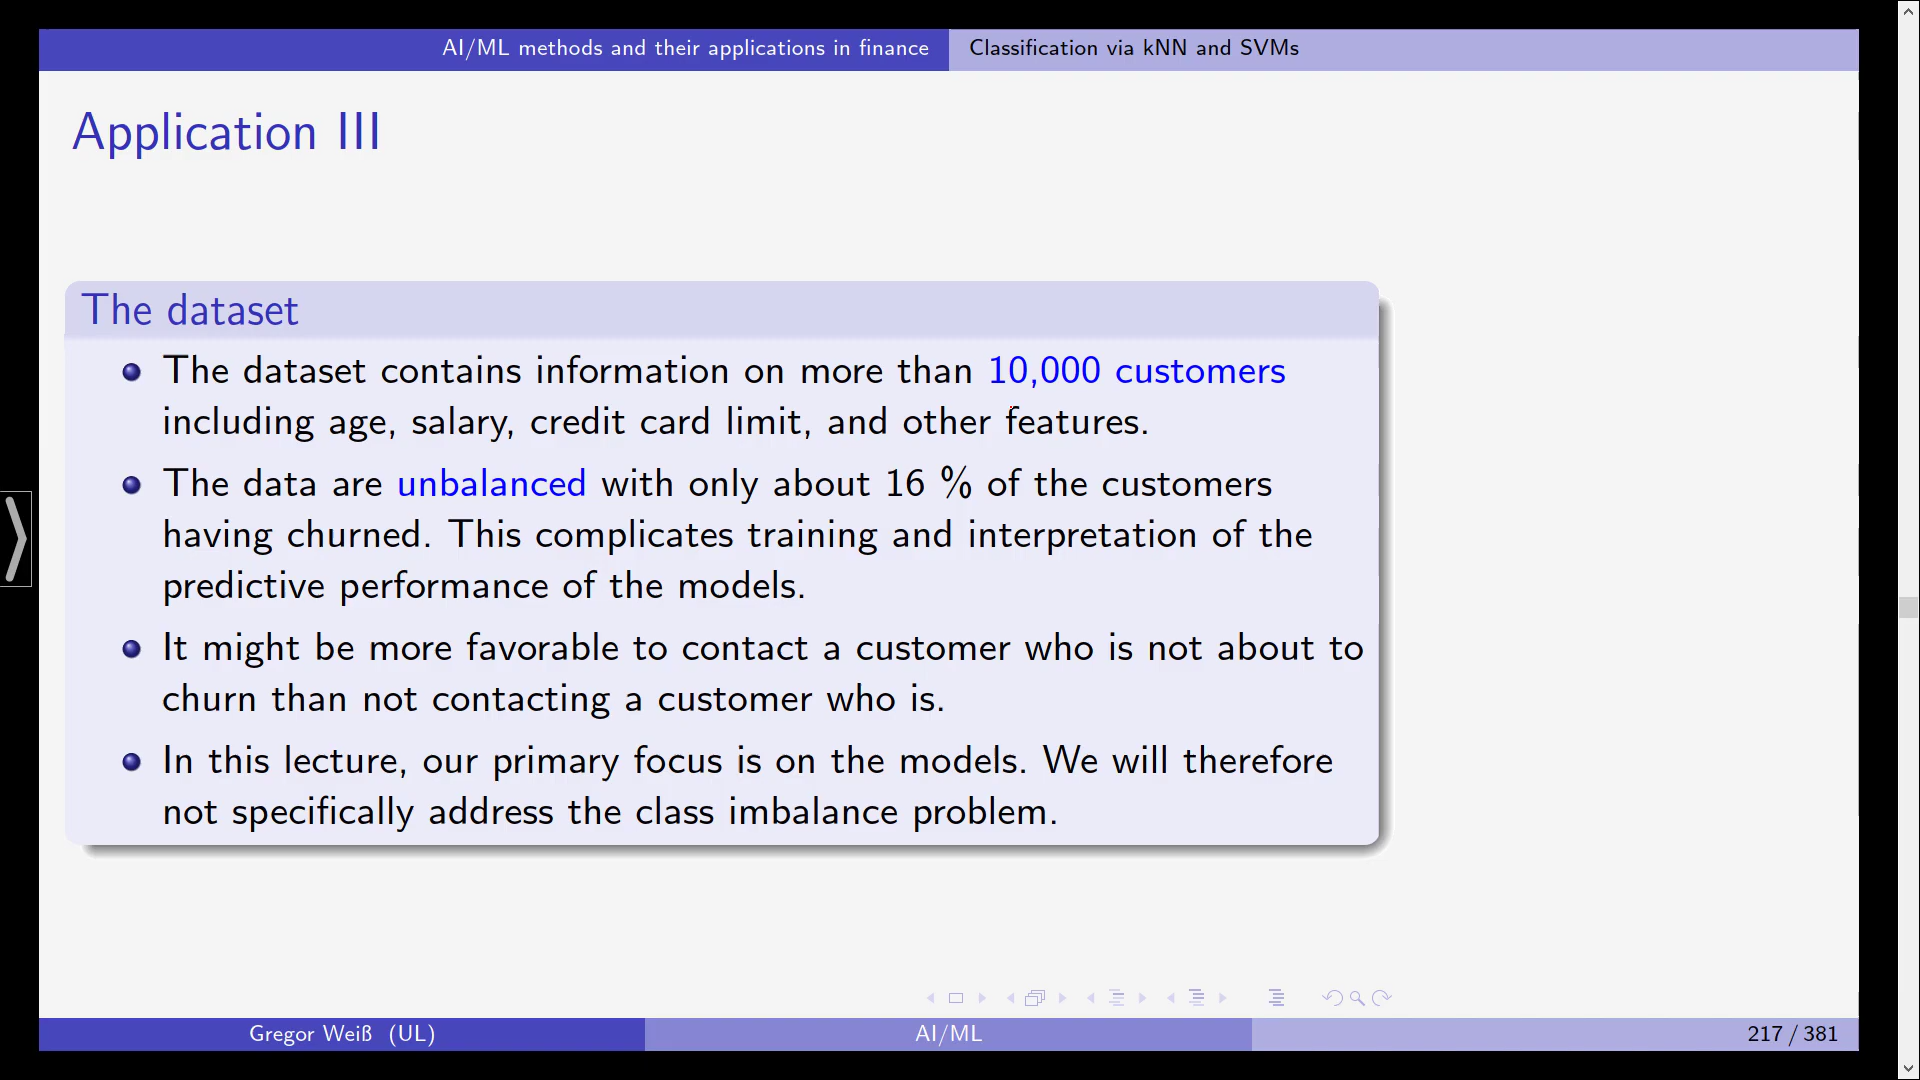 AI/ML methods and their applications in finance
Classification via kNN and SVMs
Application III
The dataset
The dataset contains information on more than 10,000 customers
including age, salary, credit card limit, and other features.
The data are unbalanced with only about 16 % of the customers
having churned. This complicates training and interpretation of the
predictive performance of the models.
It might be more favorable to contact a customer who is not about to
churn than not contacting a customer who is.
In this lecture, our primary focus is on the models. We will therefore
not specifically address the class imbalance problem.
Gregor Weiß (UL)
AI/ML
217 / 381